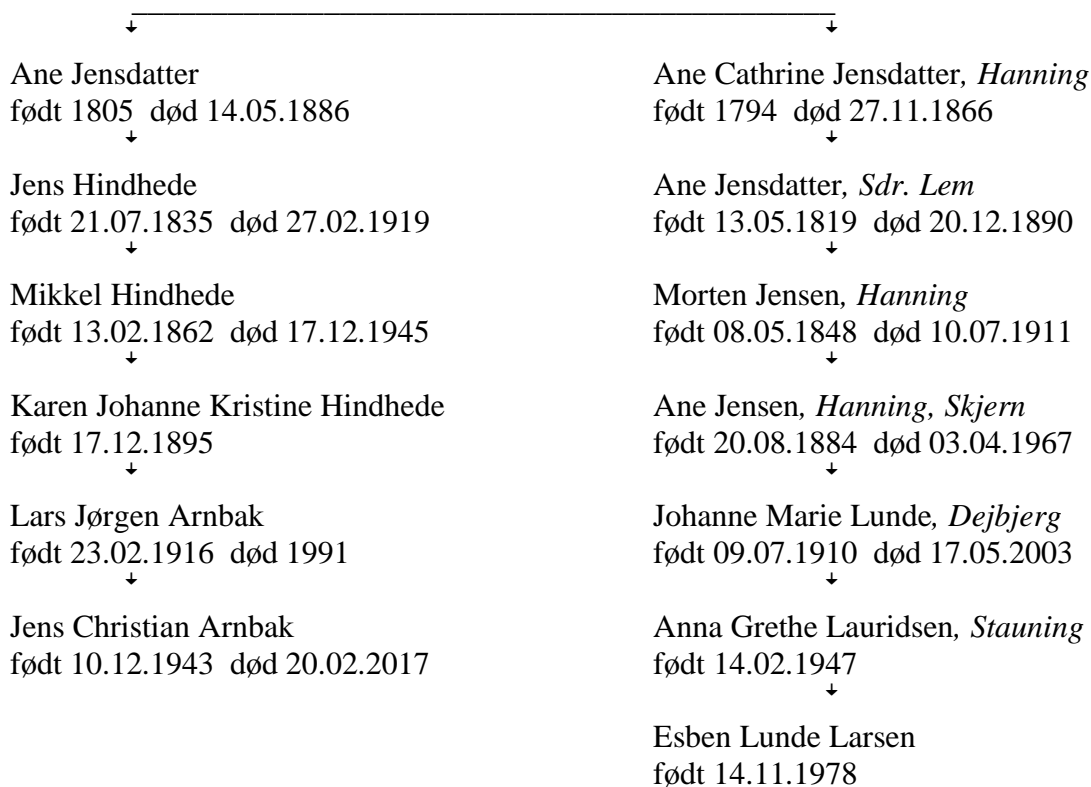 Ane Jensdatter
født 1805 død 14.05.1886
Jens Hindhede
født 21.07.1835 død 27.02.1919
Mikkel Hindhede
født 13.02.1862 død 17.12.1945
Karen Johanne Kristine Hindhede
født 17.12.1895
Lars Jørgen Arnbak
født 23.02.1916 død 1991
Jens Christian Arnbak
født 10.12.1943 død 20.02.2017
Ane Cathrine Jensdatter, Hanning
født 1794 død 27.11.1866
Ane Jensdatter, Sdr. Lem
født 13.05.1819 død 20.12.1890
Morten Jensen, Hanning
født 08.05.1848 død 10.07.1911
Ane Jensen, Hanning, Skjern
født 20.08.1884 død 03.04.1967
Johanne Marie Lunde, Dejbjerg
født 09.07.1910 død 17.05.2003
Anna Grethe Lauridsen, Stauning
født 14.02.1947
Esben Lunde Larsen
født 14.11.1978